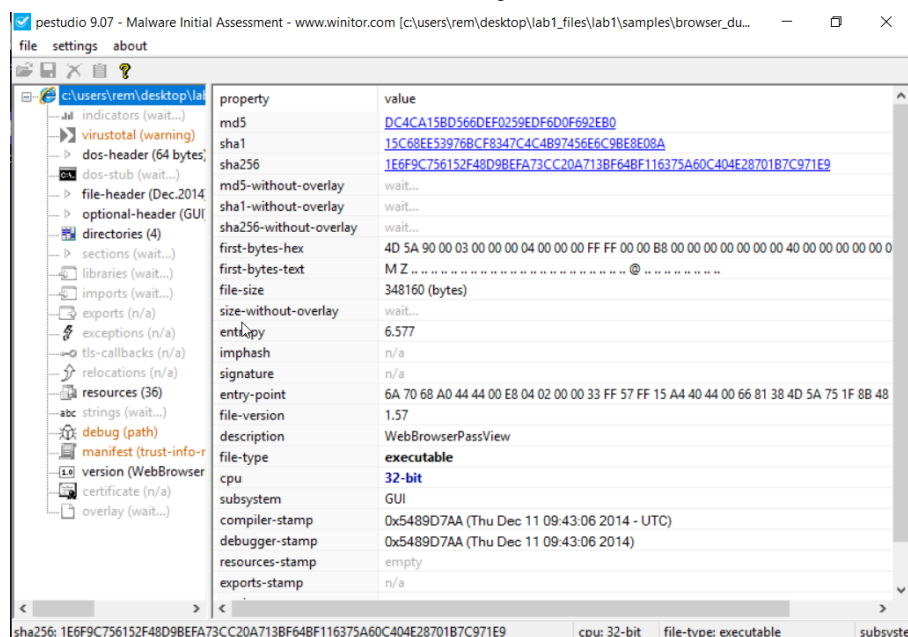 pestudio 9.07 - Malware Initial Assessment - www.winitor.com [c:\users\rem\desktop\lab1_files\lab1\samples\browser_du...
file settings about
c:\users\rem\desktop\lal
indicators (wait...)
virustotal (warning)
dos-header (64 bytes)
dos-stub (wait...)
file-header (Dec.2014
optional-header (GUI
directories (4)
sections (wait...)
libraries (wait...)
imports (wait...)
exports (n/a)
exceptions (n/a)
tls-callbacks (n/a)
relocations (n/a)
resources (36)
abc strings (wait...)
debug (path)
manifest (trust-info-r
1.0 version (WebBrowser
certificate (n/a)
overlay (wait...)
property value
md5 DC4CA15BD566DEF0259EDF6D0F692EB0
sha1 15C68EE53976BCF8347C4C4B97456E6C9BE8E08A
sha256 1E6F9C756152F48D9BEFA73CC20A713BF64BF116375A60C404E28701B7C971E9
md5-without-overlay wait...
sha1-without-overlay wait...
sha256-without-overlay wait...
first-bytes-hex 4D 5A 90 00 03 00 00 00 04 00 00 00 FF FF 00 00 B8 00 00 00 00 00 00 00 40 00 00 00 00 00 0
first-bytes-text M Z .. .. .. .. .. .. .. .. .. .. .. .. .. .. .. .. .. .. .. .. @ .. .. .. .. .. ..
file-size 348160 (bytes)
size-without-overlay wait...
entropy 6.577
imphash n/a
signature n/a
entry-point 6A 70 68 A0 44 44 00 E8 04 02 00 00 33 FF 57 FF 15 A4 40 44 00 66 81 38 4D 5A 75 1F 8B 48
file-version 1.57
description WebBrowserPassView
file-type executable
cpu 32-bit
subsystem GUI
compiler-stamp 0x5489D7AA (Thu Dec 11 09:43:06 2014 - UTC)
debugger-stamp 0x5489D7AA (Thu Dec 11 09:43:06 2014)
resources-stamp empty
exports-stamp n/a
sha256: 1E6F9C756152F48D9BEFA73CC20A713BF64BF116375A60C404E28701B7C971E9 cpu: 32-bit file-type: executable subsyste